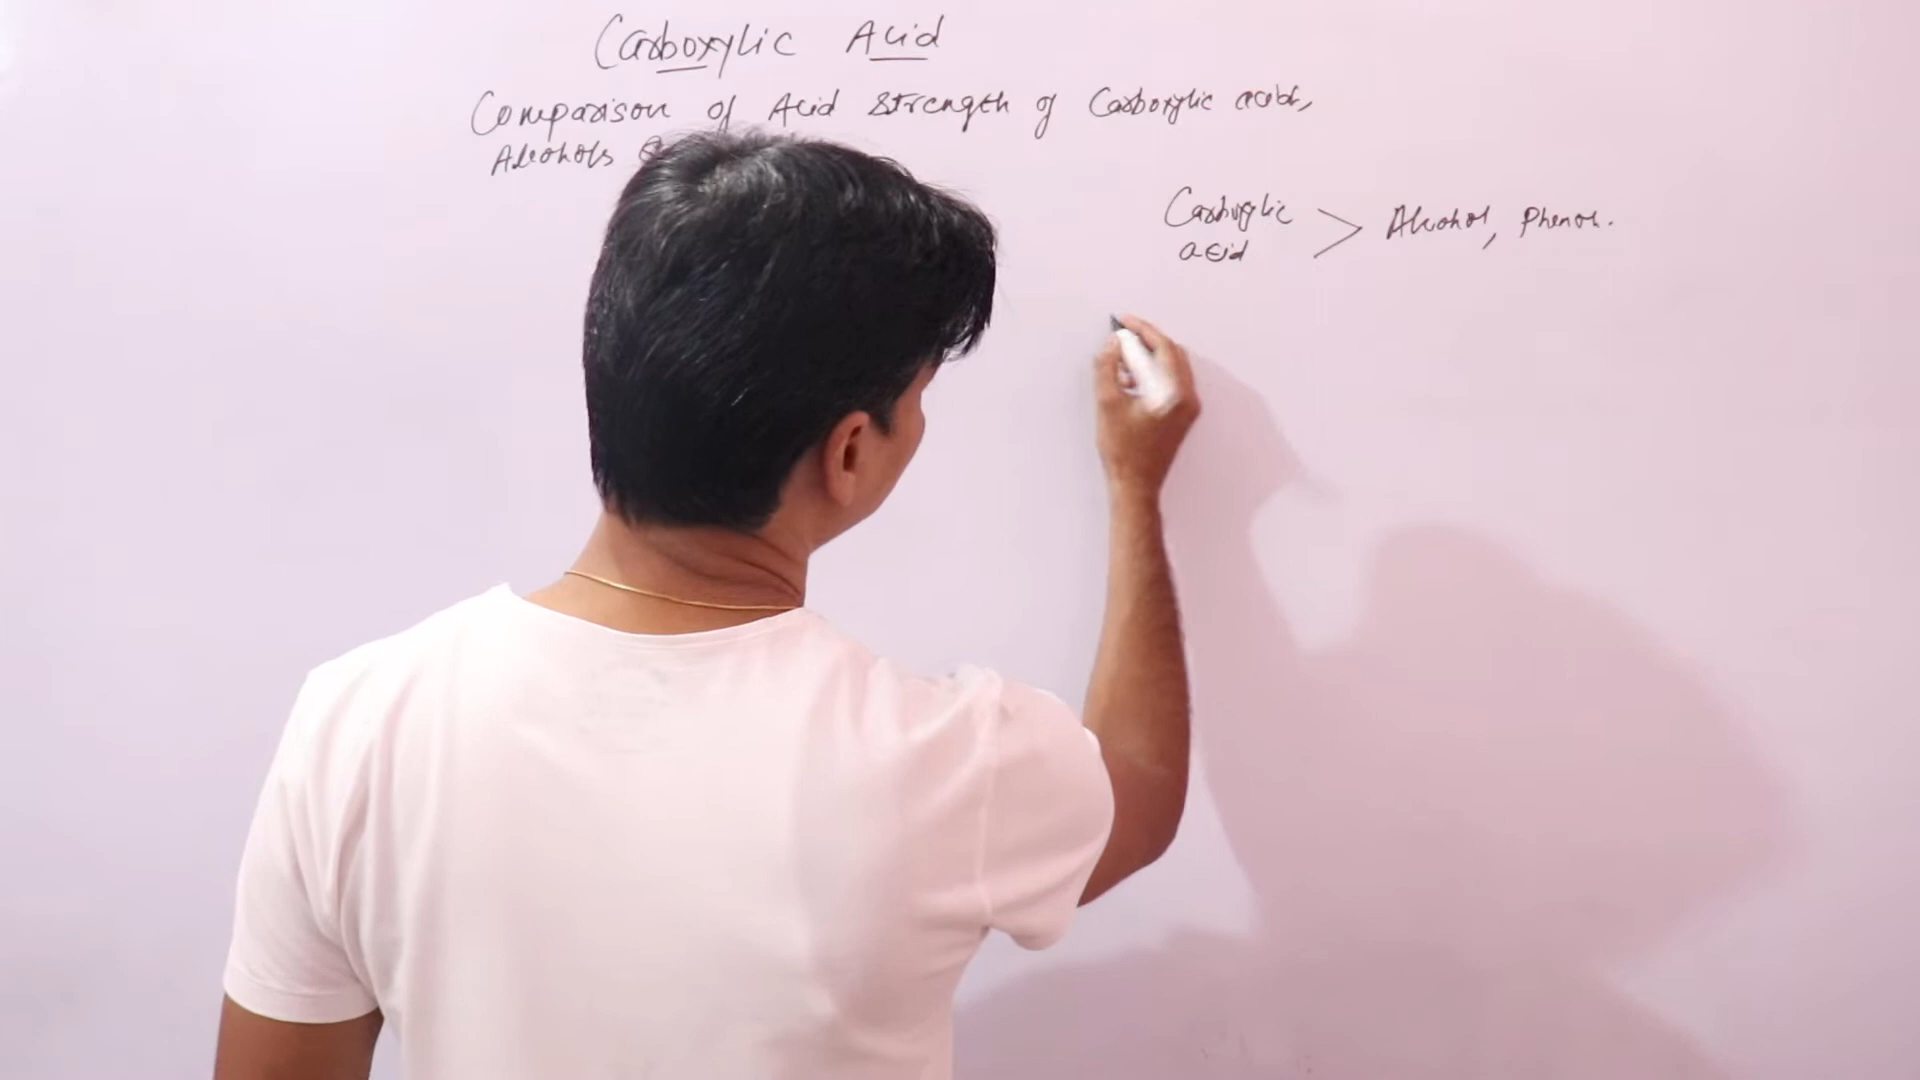 Carboxylic Acid
Comparison of Acid Strength of Carboxylic acids,
Alcohols
Carboxylic
acid > Alcohol, Phenol.